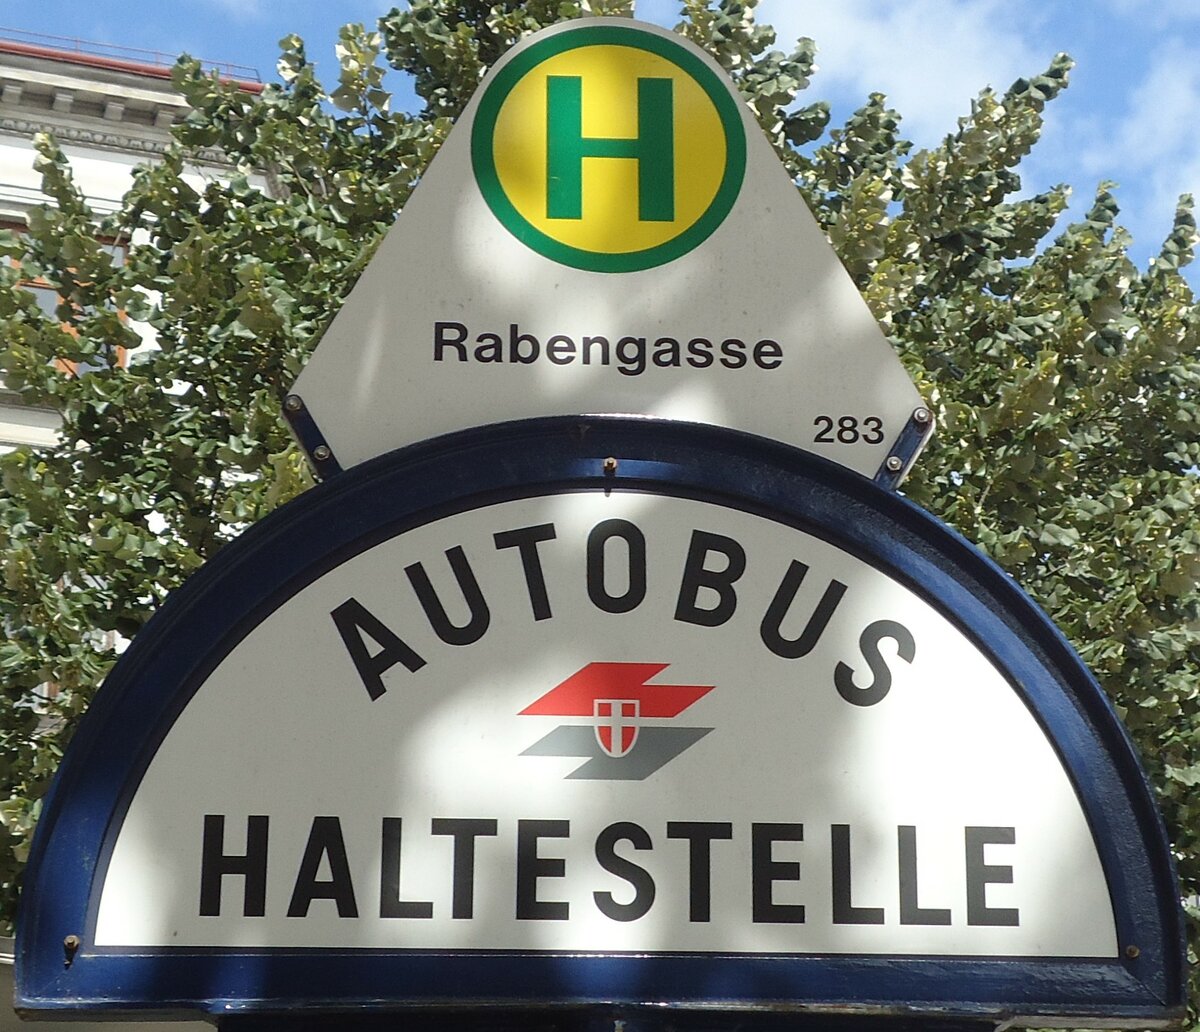 H
Rabengasse
283
AUTOBUS
HALTESTELLE